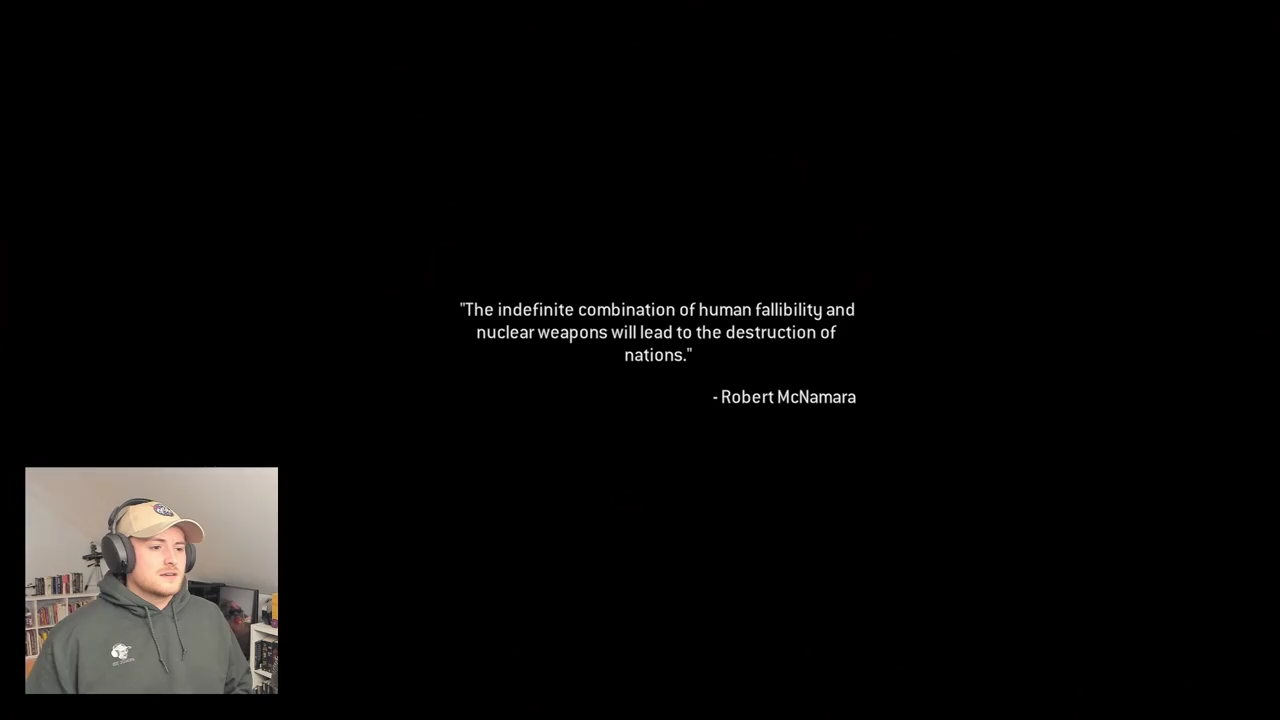 "The indefinite combination of human fallibility and
nuclear weapons will lead to the destruction of
nations."
- Robert McNamara